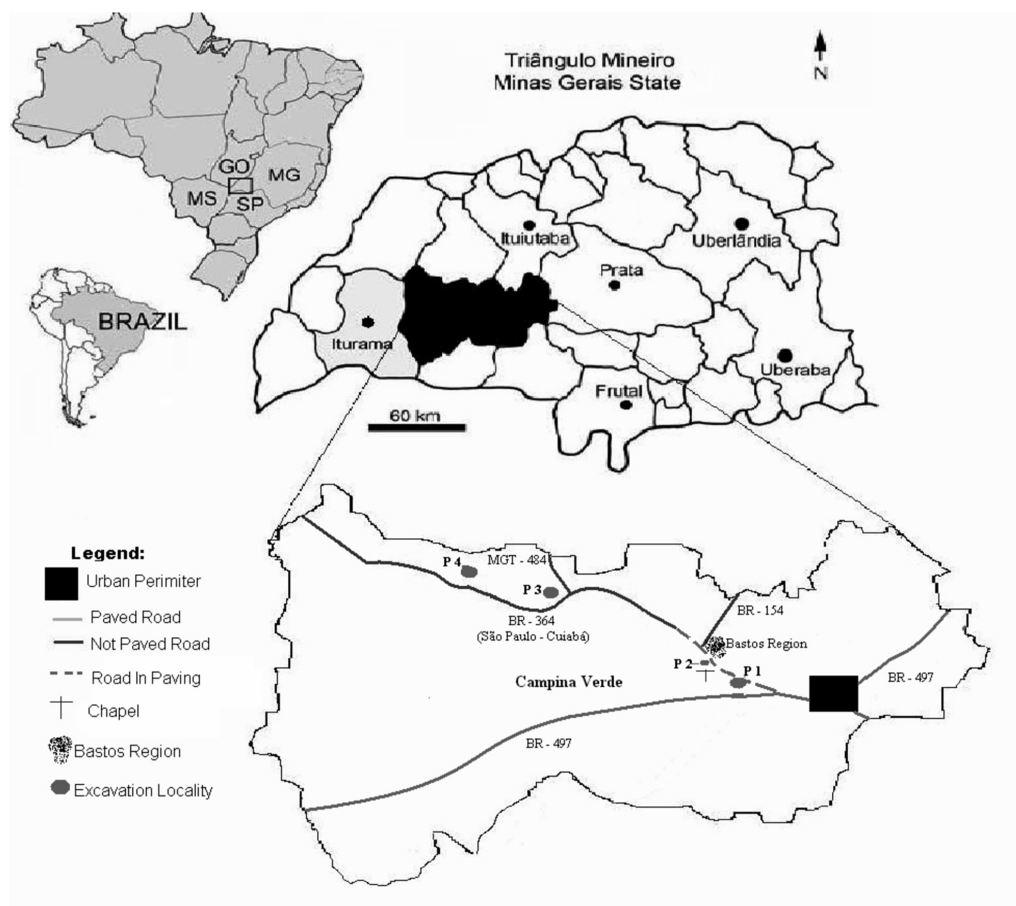 Triângulo Mineiro
Minas Gerais State
N
GO
MG
MS
SP
BRAZIL
Ituiutaba
Uberlândia
Prata
Iturama
Uberaba
Frutal
60 km
Legend:
Urban Perimiter
Paved Road
Not Paved Road
Road In Paving
Chapel
Bastos Region
Excavation Locality
P 4
MGT - 484
P 3
BR - 364
(São Paulo - Cuiabá)
BR - 154
Bastos Region
P 2
P 1
Campina Verde
BR - 497
BR - 497